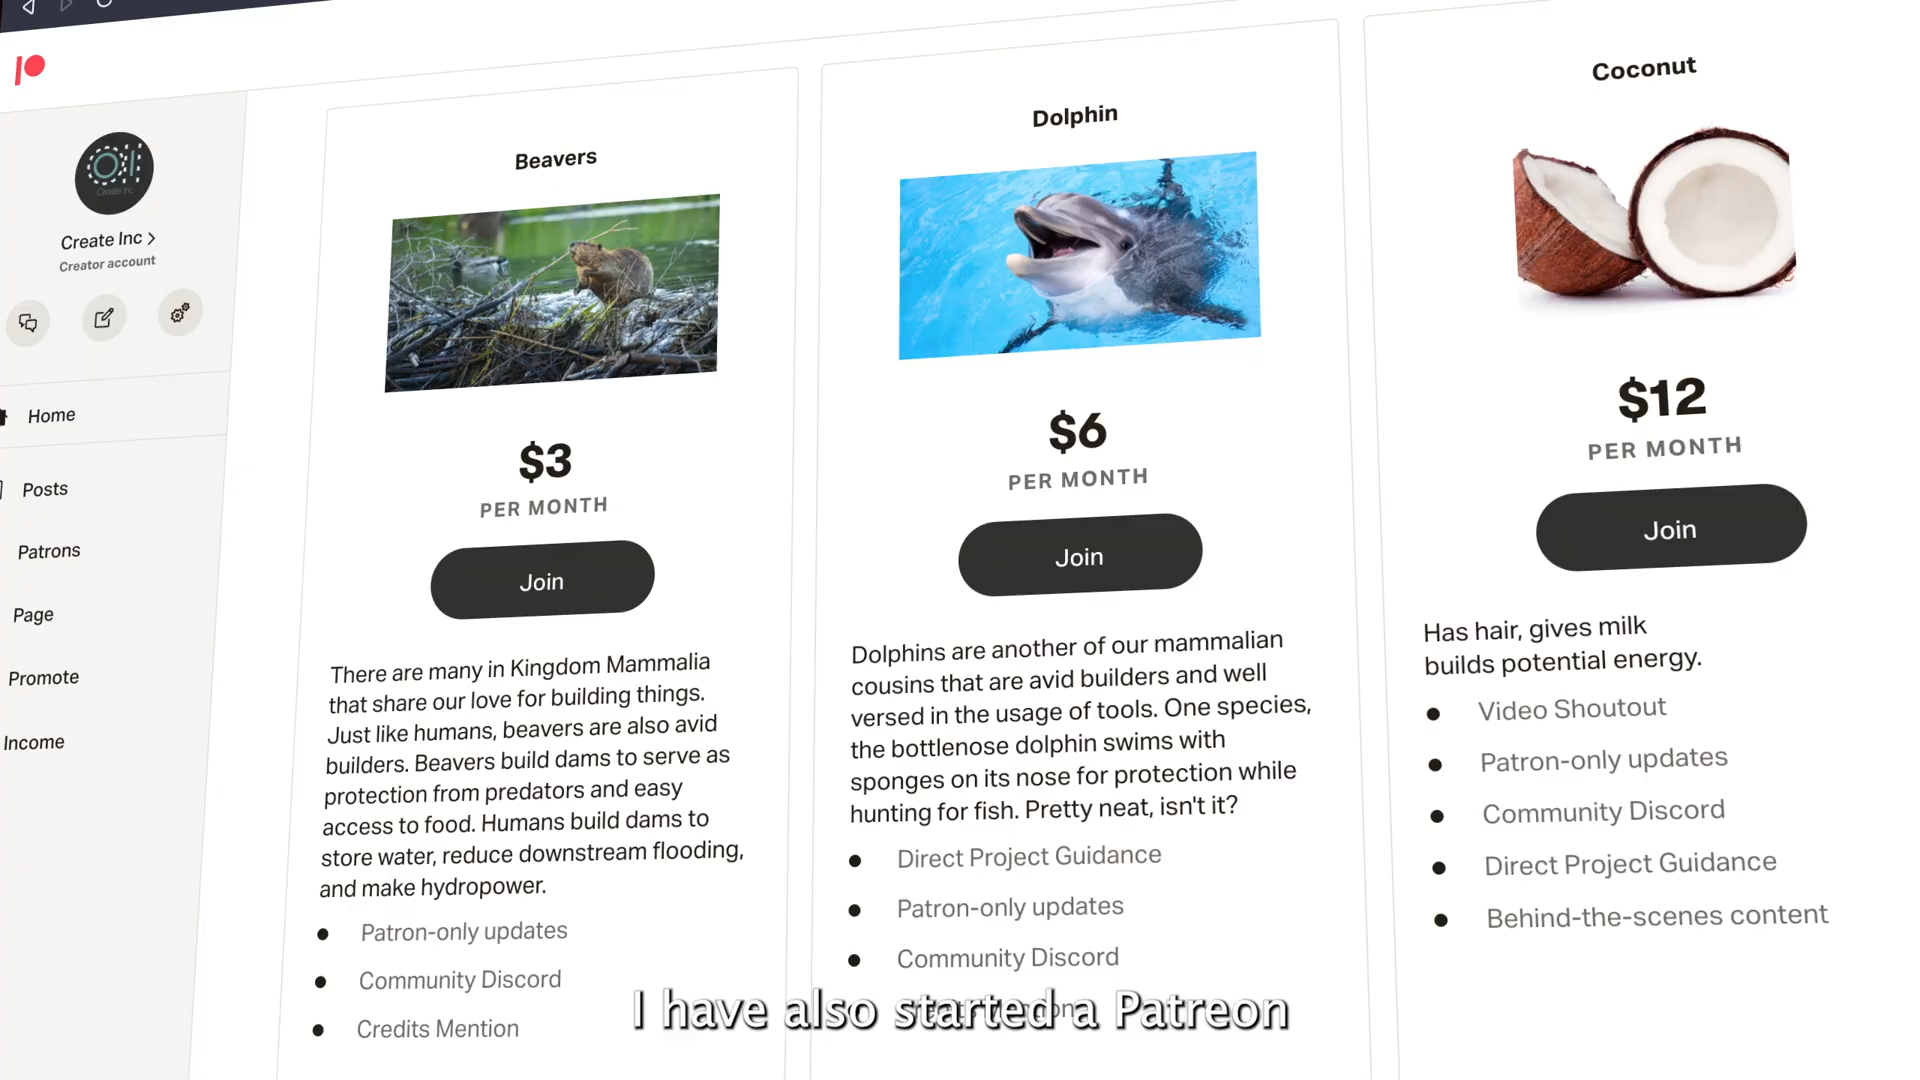 Create Inc
Create Inc >
Creator account
Home
Posts
Patrons
Page
Promote
Income
Beavers
$3
PER MONTH
Join
There are many in Kingdom Mammalia
that share our love for building things.
Just like humans, beavers are also avid
builders. Beavers build dams to serve as
protection from predators and easy
access to food. Humans build dams to
store water, reduce downstream flooding,
and make hydropower.
Patron-only updates
Community Discord
Credits Mention
Dolphin
$6
PER MONTH
Join
Dolphins are another of our mammalian
cousins that are avid builders and well
versed in the usage of tools. One species,
the bottlenose dolphin swims with
sponges on its nose for protection while
hunting for fish. Pretty neat, isn't it?
Direct Project Guidance
Patron-only updates
Community Discord
Coconut
$12
PER MONTH
Join
Has hair, gives milk
builds potential energy.
Video Shoutout
Patron-only updates
Community Discord
Direct Project Guidance
Behind-the-scenes content
I have also started a Patreon